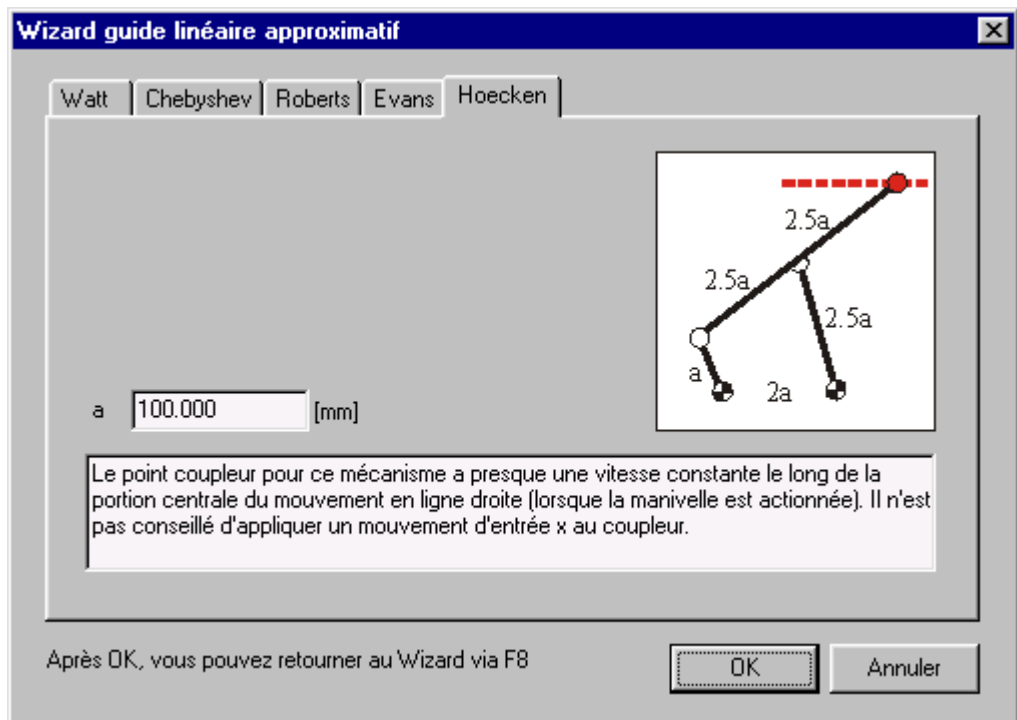 Wizard guide linéaire approximatif
Watt
Chebyshev
Roberts
Evans
Hoecken
2.5a
2.5a
2.5a
a
2a
a
100.000
[mm]
Le point coupleur pour ce mécanisme a presque une vitesse constante le long de la
portion centrale du mouvement en ligne droite (lorsque la manivelle est actionnée). Il n'est
pas conseillé d'appliquer un mouvement d'entrée x au coupleur.
Après OK, vous pouvez retourner au Wizard via F8
OK
Annuler